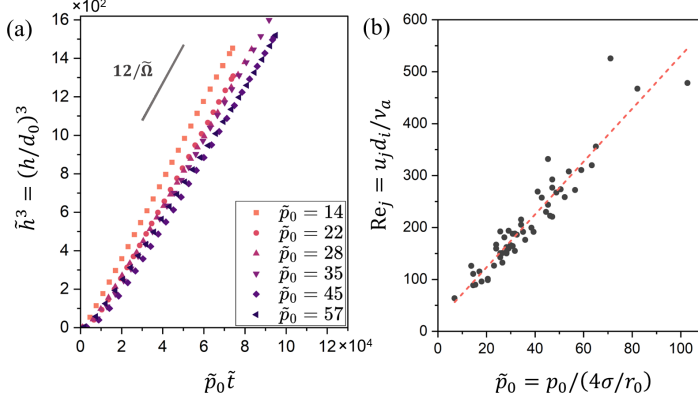 (a)
×10²
16
14
12
10
8
6
4
2
0
h̃³ = (h/d₀)³
12/Ω̃
p̃₀ = 14
p̃₀ = 22
p̃₀ = 28
p̃₀ = 35
p̃₀ = 45
p̃₀ = 57
0 2 4 6 8 10 12×10⁴
p̃₀t̃
(b)
600
500
400
300
200
100
0
Reⱼ = uⱼdᵢ/νₐ
0 20 40 60 80 100
p̃₀ = p₀/(4σ/r₀)